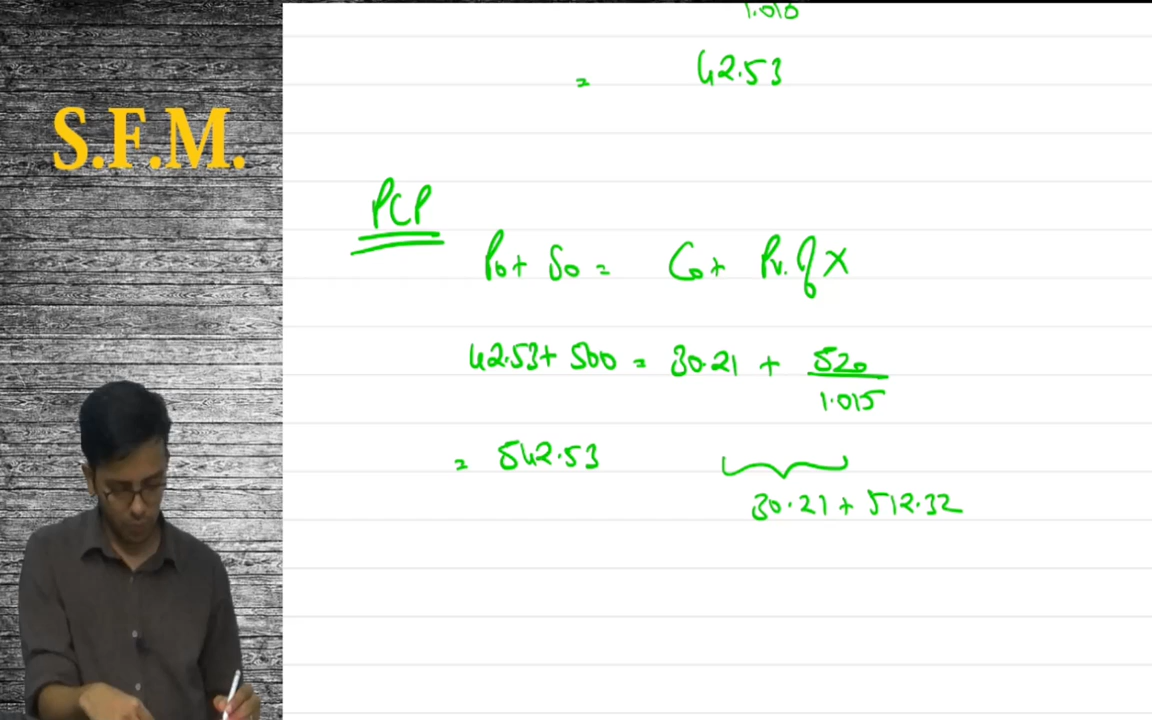 S.F.M.
1.015
= 42.53
PCP
P0 + S0 = C0 + Pv. of X
42.53 + 500 = 30.21 + 520
1.015
= 542.53
30.21 + 512.32